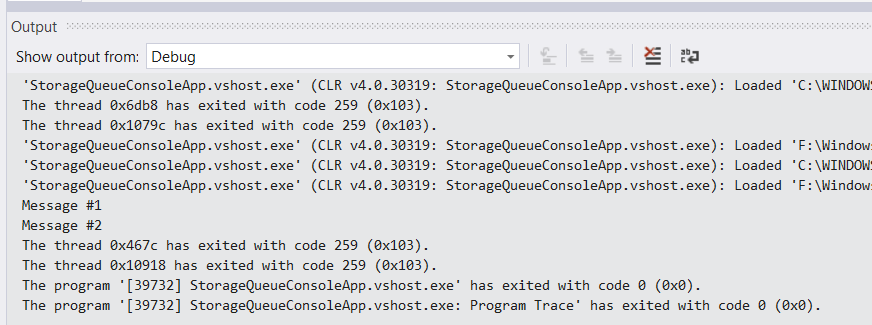 Output
Show output from: Debug
'StorageQueueConsoleApp.vshost.exe' (CLR v4.0.30319: StorageQueueConsoleApp.vshost.exe): Loaded 'C:\WINDOWS
The thread 0x6db8 has exited with code 259 (0x103).
The thread 0x1079c has exited with code 259 (0x103).
'StorageQueueConsoleApp.vshost.exe' (CLR v4.0.30319: StorageQueueConsoleApp.vshost.exe): Loaded 'F:\Windows
'StorageQueueConsoleApp.vshost.exe' (CLR v4.0.30319: StorageQueueConsoleApp.vshost.exe): Loaded 'C:\WINDOWS
'StorageQueueConsoleApp.vshost.exe' (CLR v4.0.30319: StorageQueueConsoleApp.vshost.exe): Loaded 'F:\Windows
Message #1
Message #2
The thread 0x467c has exited with code 259 (0x103).
The thread 0x10918 has exited with code 259 (0x103).
The program '[39732] StorageQueueConsoleApp.vshost.exe' has exited with code 0 (0x0).
The program '[39732] StorageQueueConsoleApp.vshost.exe: Program Trace' has exited with code 0 (0x0).